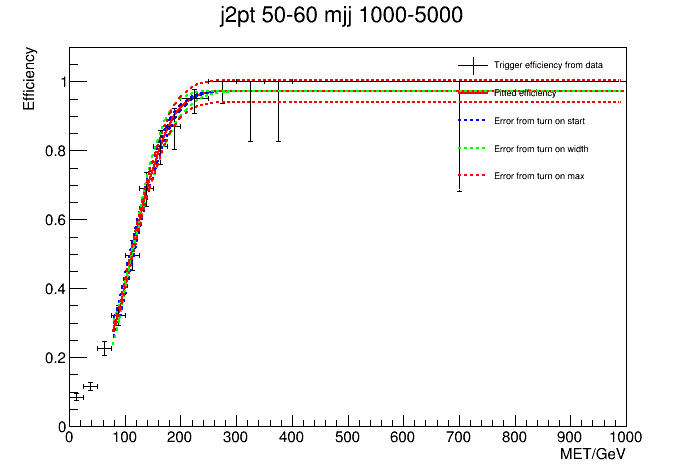 j2pt 50-60 mjj 1000-5000
Efficiency
1
0.8
0.6
0.4
0.2
0
Trigger efficiency from data
Fitted efficiency
Error from turn on start
Error from turn on width
Error from turn on max
0 100 200 300 400 500 600 700 800 900 1000
MET/GeV